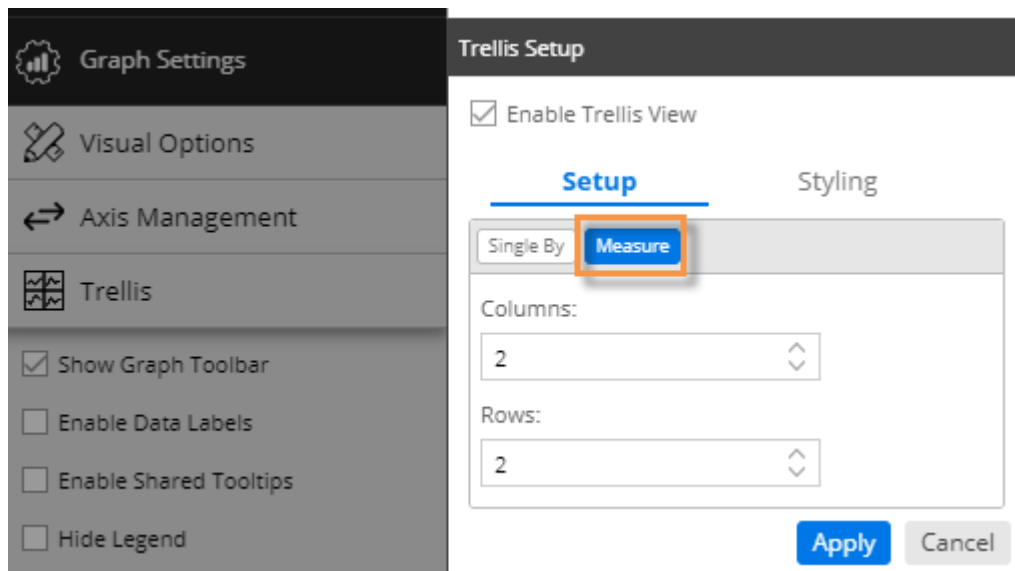 Graph Settings
Visual Options
Axis Management
Trellis
Show Graph Toolbar
Enable Data Labels
Enable Shared Tooltips
Hide Legend
Trellis Setup
Enable Trellis View
Setup Styling
Single By Measure
Columns:
2
Rows:
2
Apply Cancel